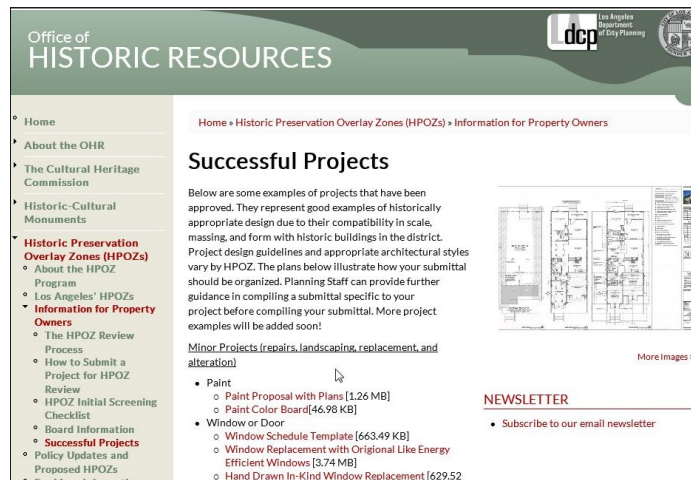 Office of
HISTORIC RESOURCES
dcp
Los Angeles
Department
of City Planning
Home
About the OHR
The Cultural Heritage
Commission
Historic-Cultural
Monuments
Historic Preservation
Overlay Zones (HPOZs)
About the HPOZ
Program
Los Angeles' HPOZs
Information for Property
Owners
The HPOZ Review
Process
How to Submit a
Project for HPOZ
Review
HPOZ Initial Screening
Checklist
Board Information
Successful Projects
Policy Updates and
Proposed HPOZs
Home » Historic Preservation Overlay Zones (HPOZs) » Information for Property Owners
Successful Projects
Below are some examples of projects that have been
approved. They represent good examples of historically
appropriate design due to their compatibility in scale,
massing, and form with historic buildings in the district.
Project design guidelines and appropriate architectural styles
vary by HPOZ. The plans below illustrate how your submittal
should be organized. Planning Staff can provide further
guidance in compiling a submittal specific to your
project before compiling your submittal. More project
examples will be added soon!
Minor Projects (repairs, landscaping, replacement, and
alteration)
Paint
Paint Proposal with Plans [1.26 MB]
Paint Color Board[46.98 KB]
Window or Door
Window Schedule Template [663.49 KB]
Window Replacement with Origional Like Energy
Efficient Windows [3.74 MB]
Hand Drawn In-Kind Window Replacement [629.52
More Images
NEWSLETTER
Subscribe to our email newsletter